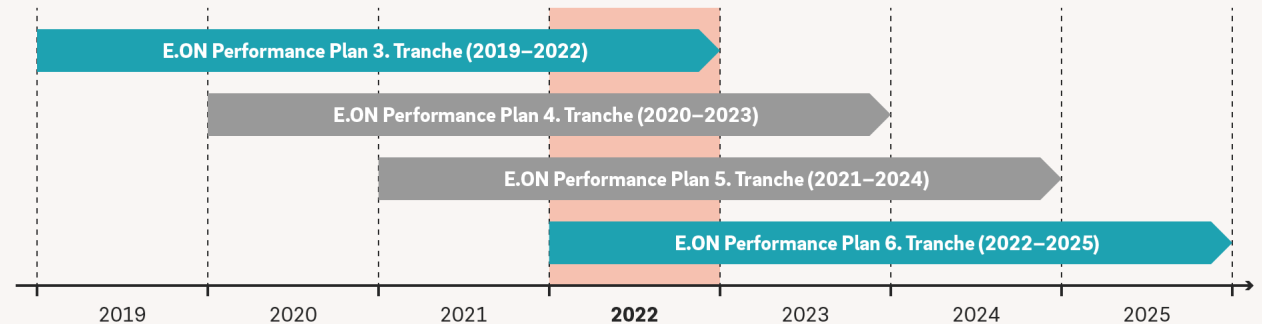 E.ON Performance Plan 3. Tranche (2019–2022)
E.ON Performance Plan 4. Tranche (2020–2023)
E.ON Performance Plan 5. Tranche (2021–2024)
E.ON Performance Plan 6. Tranche (2022–2025)
2019 2020 2021 2022 2023 2024 2025